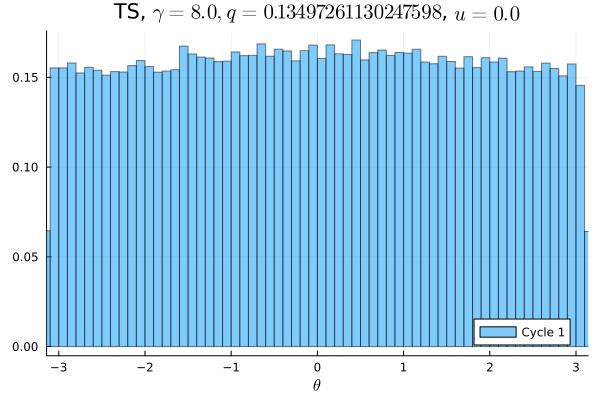 TS, γ = 8.0, q = 0.13497261130247598, u = 0.0
0.15
0.10
0.05
0.00
Cycle 1
−3 −2 −1 0 1 2 3
θ